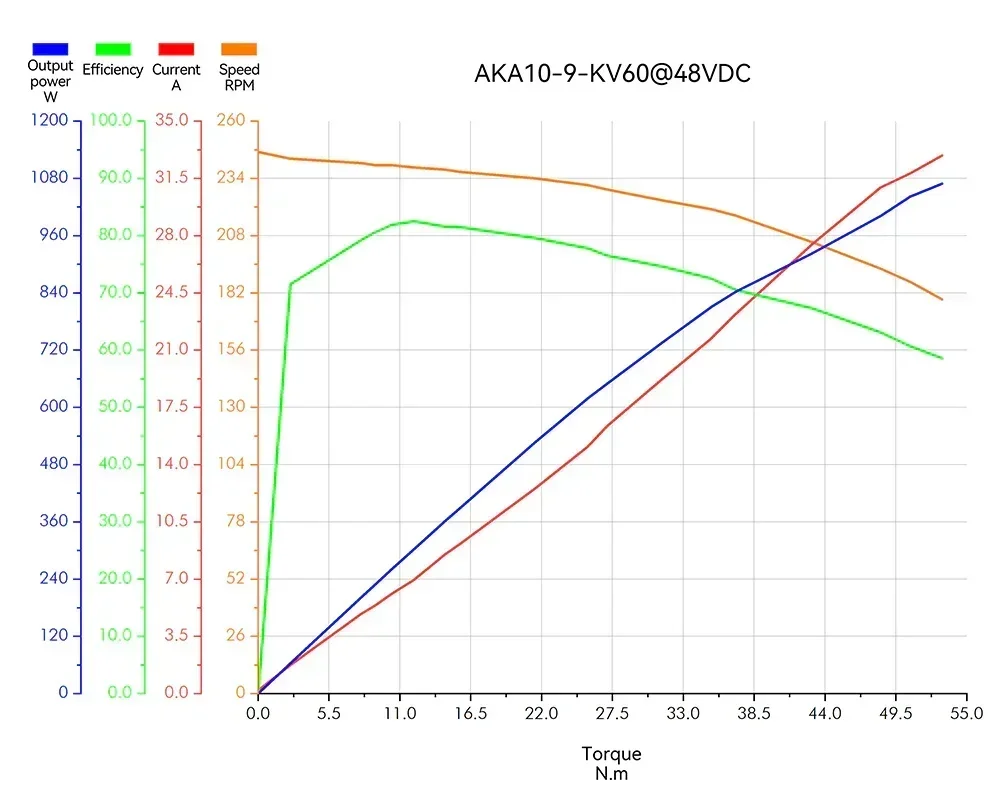 Output
power
W
Efficiency
Current
A
Speed
RPM
AKA10-9-KV60@48VDC
1200 100.0 35.0 260
1080 90.0 31.5 234
960 80.0 28.0 208
840 70.0 24.5 182
720 60.0 21.0 156
600 50.0 17.5 130
480 40.0 14.0 104
360 30.0 10.5 78
240 20.0 7.0 52
120 10.0 3.5 26
0 0.0 0.0 0
0.0 5.5 11.0 16.5 22.0 27.5 33.0 38.5 44.0 49.5 55.0
Torque
N.m